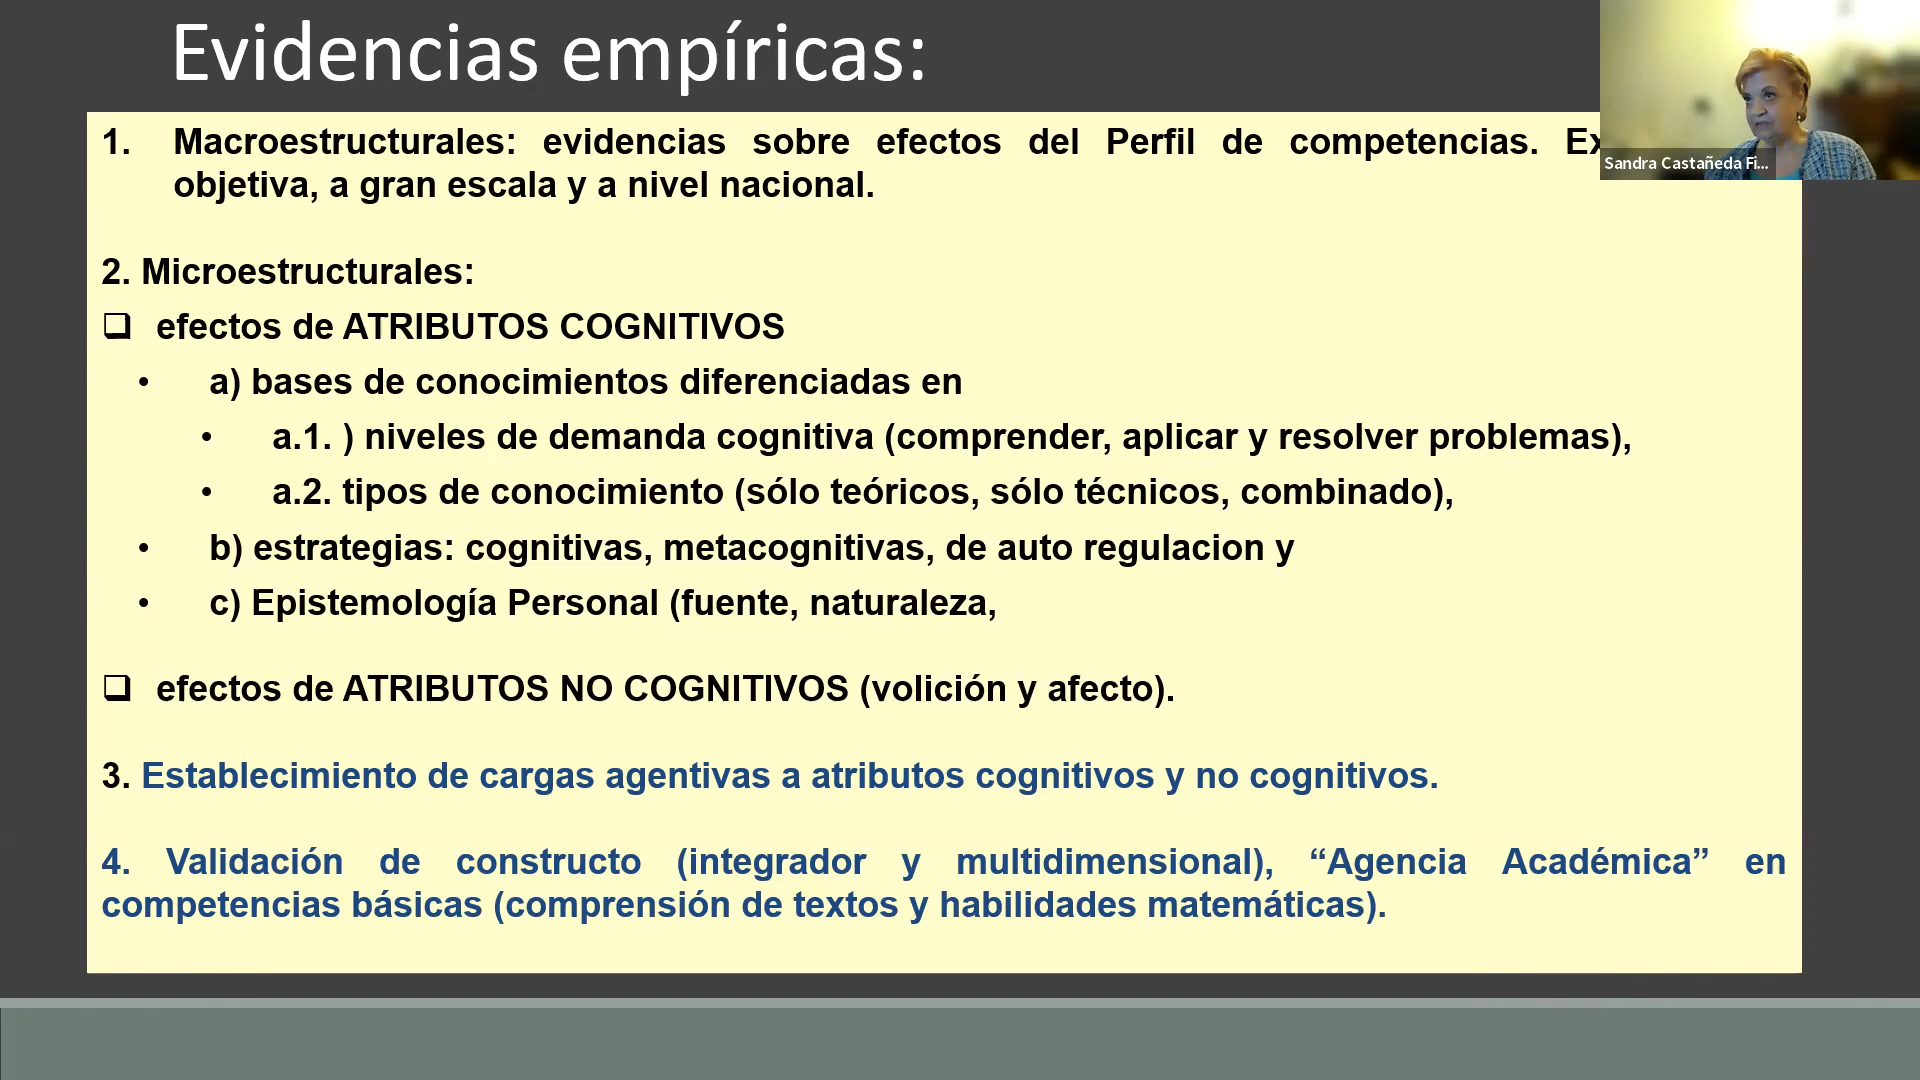 Evidencias empíricas:
1. Macroestructurales: evidencias sobre efectos del Perfil de competencias.
objetiva, a gran escala y a nivel nacional.
2. Microestructurales:
❑ efectos de ATRIBUTOS COGNITIVOS
• a) bases de conocimientos diferenciadas en
• a.1. ) niveles de demanda cognitiva (comprender, aplicar y resolver problemas),
• a.2. tipos de conocimiento (sólo teóricos, sólo técnicos, combinado),
• b) estrategias: cognitivas, metacognitivas, de auto regulacion y
• c) Epistemología Personal (fuente, naturaleza,
❑ efectos de ATRIBUTOS NO COGNITIVOS (volición y afecto).
3. Establecimiento de cargas agentivas a atributos cognitivos y no cognitivos.
4. Validación de constructo (integrador y multidimensional), “Agencia Académica” en
competencias básicas (comprensión de textos y habilidades matemáticas).
Sandra Castañeda Fi...